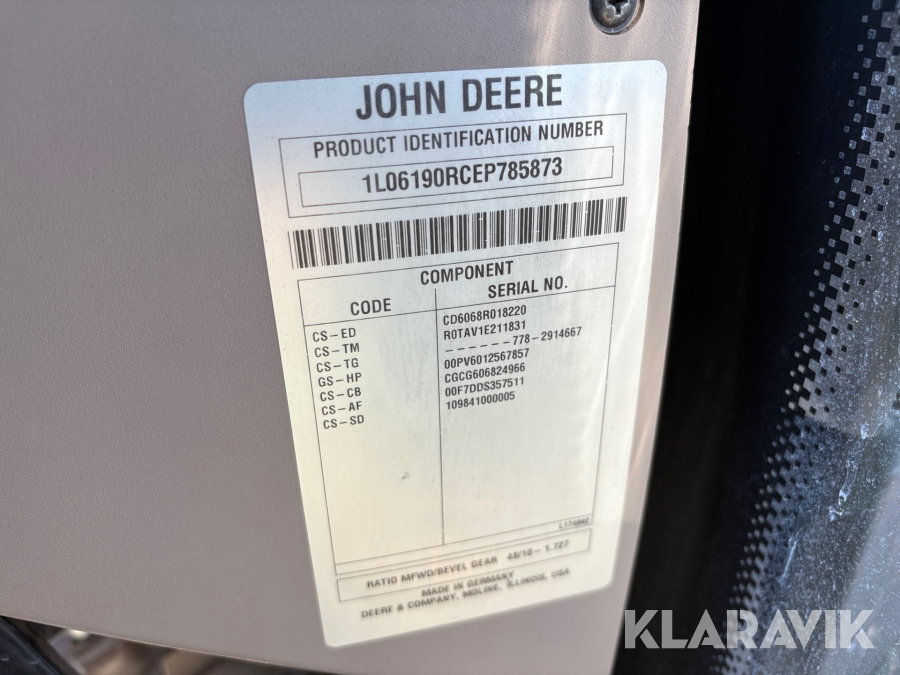 JOHN DEERE
PRODUCT IDENTIFICATION NUMBER
1L06190RCEP785873
COMPONENT
CODE SERIAL NO.
CS-ED CD6068R018220
CS-TM R0TAV1E211831
CS-TG ------778-2914667
GS-HP 00PV6012567857
CS-CB CGCG606824966
CS-AF 00F7DDS357511
CS-SD 109841000005
RATIO MFWD/BEVEL GEAR 1.727
MADE IN GERMANY
DEERE & COMPANY, MOLINE, ILLINOIS, USA
KLARAVIK